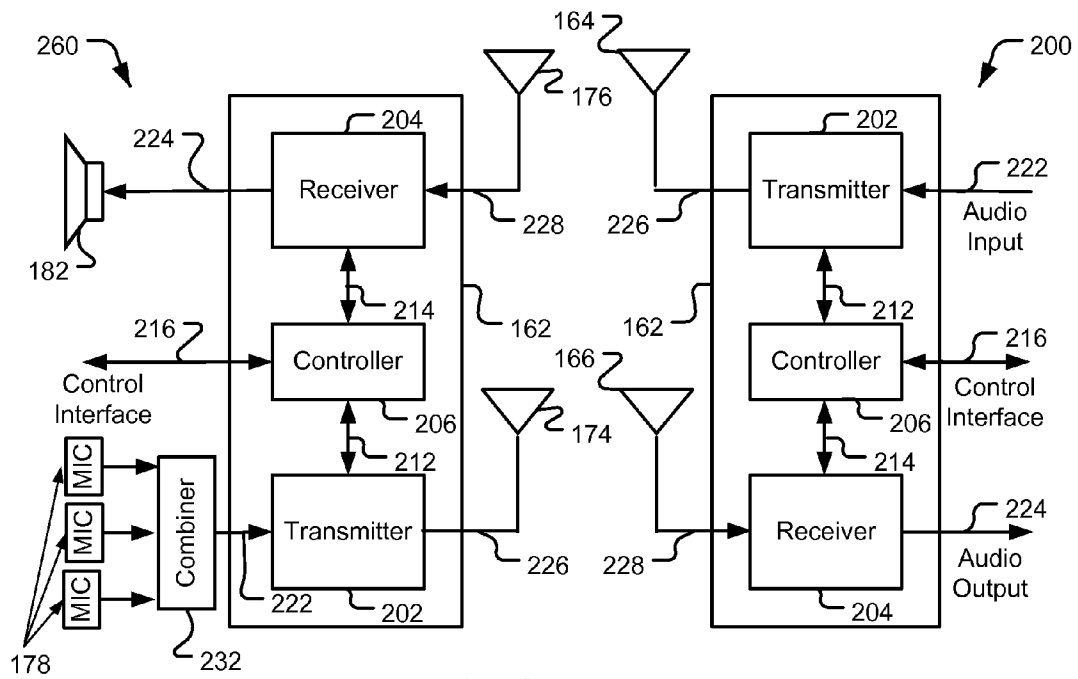 260
164
200
176
204
202
224
222
Receiver
Transmitter
228
226
Audio
Input
182
214
212
162
162
216
166
216
Controller
Controller
Control
Interface
Control
Interface
206
174
206
212
214
MIC
MIC
MIC
Combiner
Transmitter
Receiver
224
226
228
Audio
Output
222
202
204
178
232